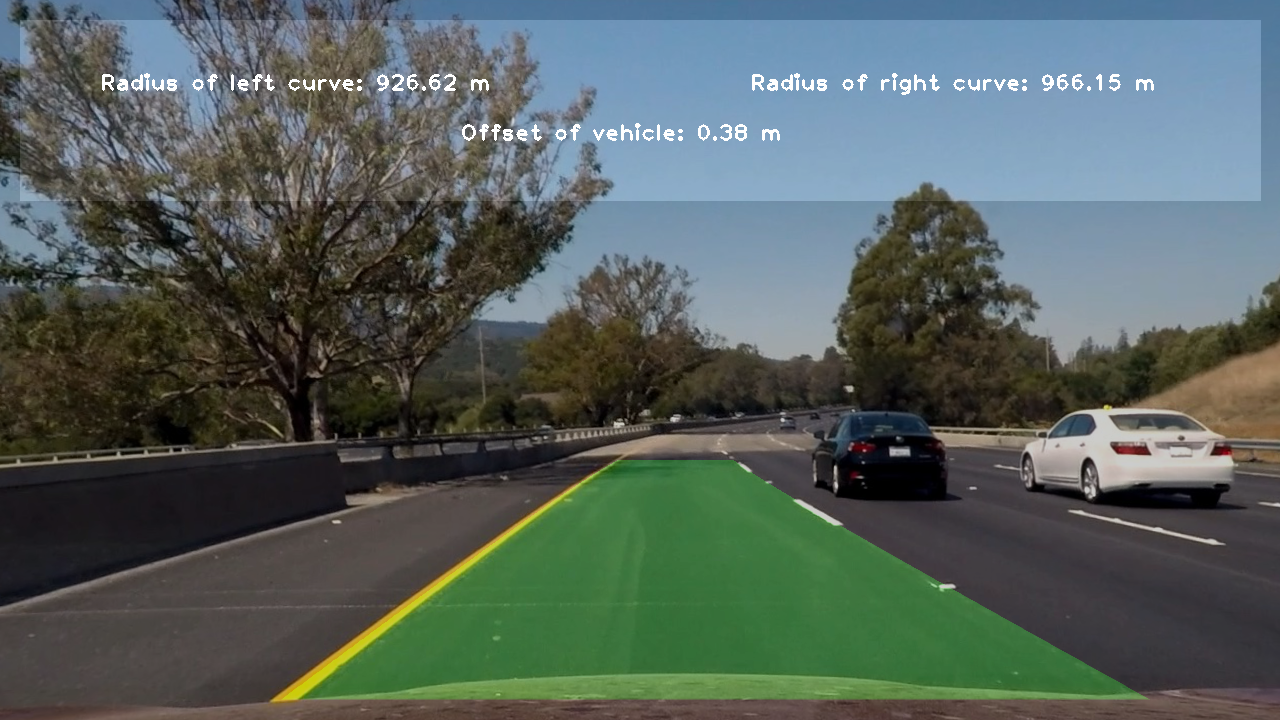 Radius of left curve: 926.62 m
Radius of right curve: 966.15 m
Offset of vehicle: 0.38 m